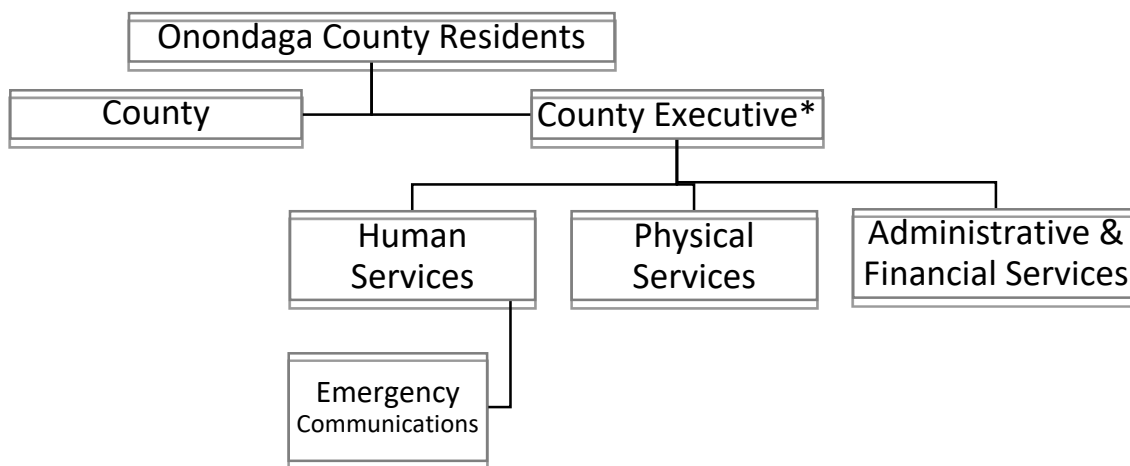 Onondaga County Residents
County
County Executive*
Human
Services
Physical
Services
Administrative &
Financial Services
Emergency
Communications